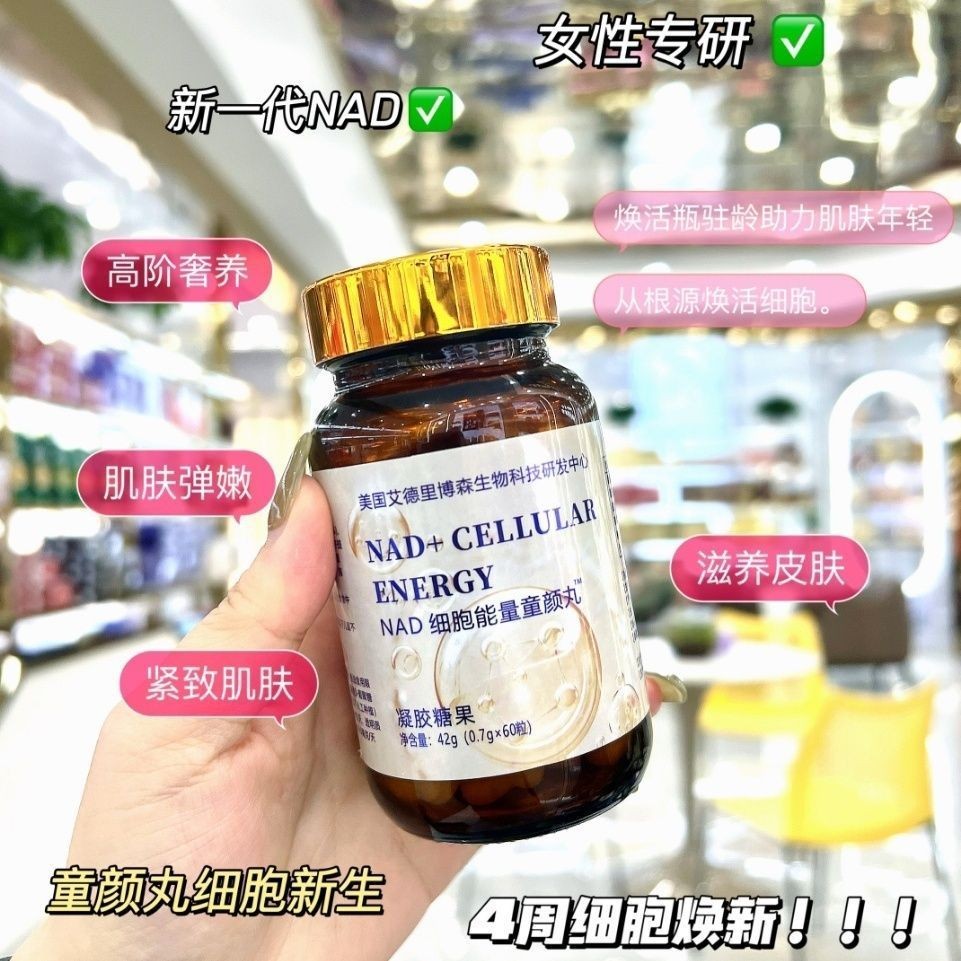 女性专研
新一代NAD
焕活瓶驻龄助力肌肤年轻
从根源焕活细胞。
高阶奢养
肌肤弹嫩
滋养皮肤
紧致肌肤
美国艾德里博森生物科技研发中心
NAD+ CELLULAR
ENERGY
NAD 细胞能量童颜丸™
凝胶糖果
净含量: 42g (0.7g×60粒)
童颜丸细胞新生
4周细胞焕新！！！